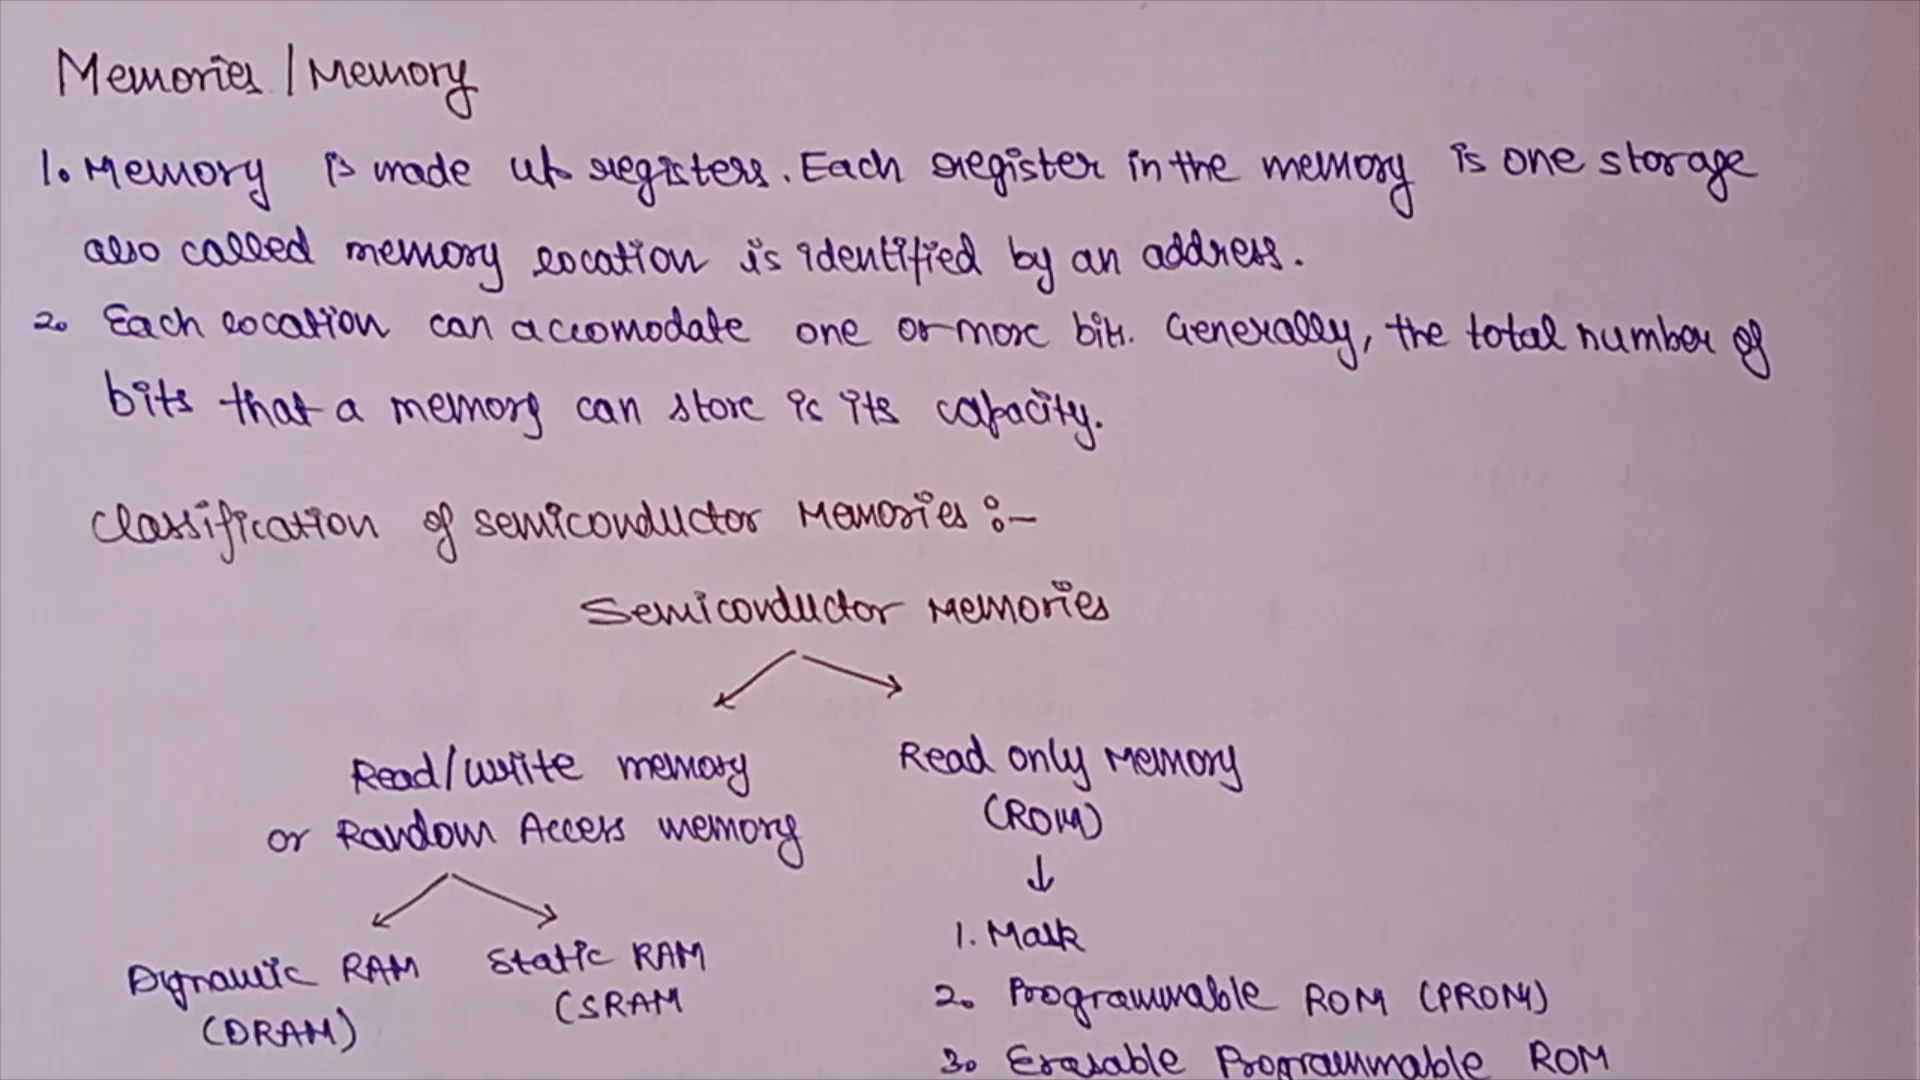 Memories / Memory
1. Memory is made up registers. Each register in the memory is one storage
also called memory location is identified by an address.
2. Each location can accomodate one or more bits. Generally, the total number of
bits that a memory can store is its capacity.
Classification of semiconductor Memories :-
Semiconductor Memories
Read/write memory
or Random Access memory
Read only Memory
(ROM)
Dynamic RAM
(DRAM)
Static RAM
(SRAM
1. Mask
2. Programmable ROM (PROM)
3. Erasable Programmable ROM